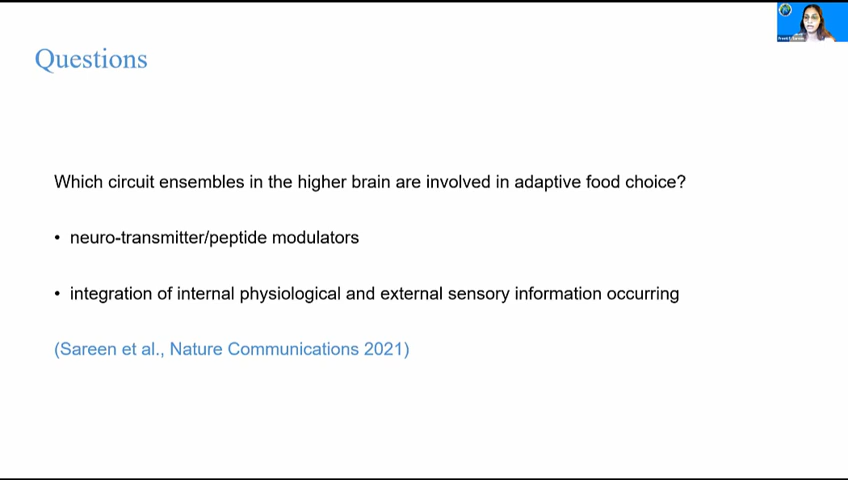 Questions
Which circuit ensembles in the higher brain are involved in adaptive food choice?
• neuro-transmitter/peptide modulators
• integration of internal physiological and external sensory information occurring
(Sareen et al., Nature Communications 2021)